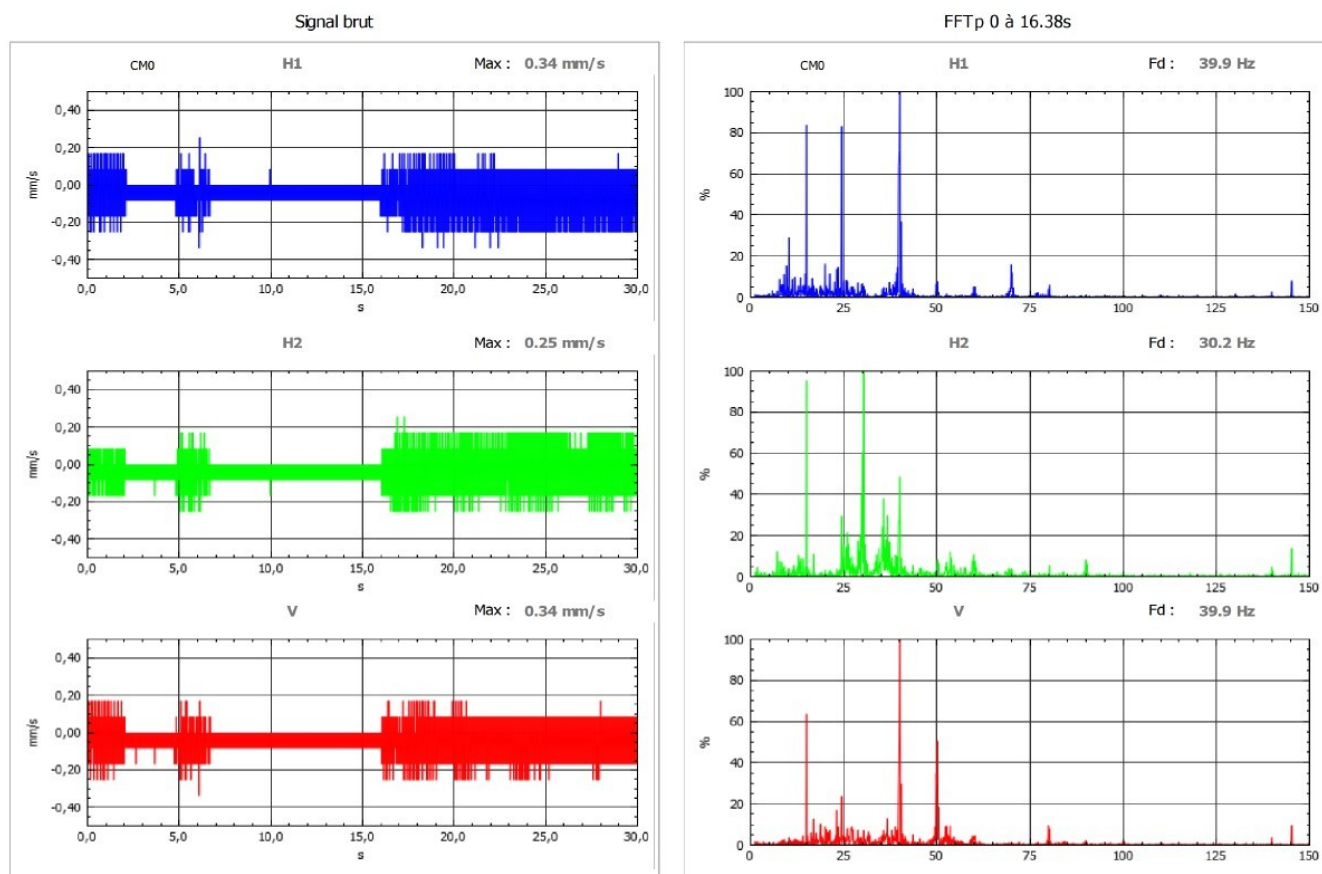 Signal brut
FFTp 0 à 16.38s
CM0 H1 Max : 0.34 mm/s
0,40
0,20
0,00
-0,20
-0,40
mm/s
0,0 5,0 10,0 15,0 20,0 25,0 30,0
s
H2 Max : 0.25 mm/s
0,40
0,20
0,00
-0,20
-0,40
mm/s
0,0 5,0 10,0 15,0 20,0 25,0 30,0
s
V Max : 0.34 mm/s
0,40
0,20
0,00
-0,20
-0,40
mm/s
0,0 5,0 10,0 15,0 20,0 25,0 30,0
s
CM0 H1 Fd : 39.9 Hz
100
80
60
40
20
0
%
0 25 50 75 100 125 150
H2 Fd : 30.2 Hz
100
80
60
40
20
0
%
0 25 50 75 100 125 150
V Fd : 39.9 Hz
100
80
60
40
20
0
%
0 25 50 75 100 125 150